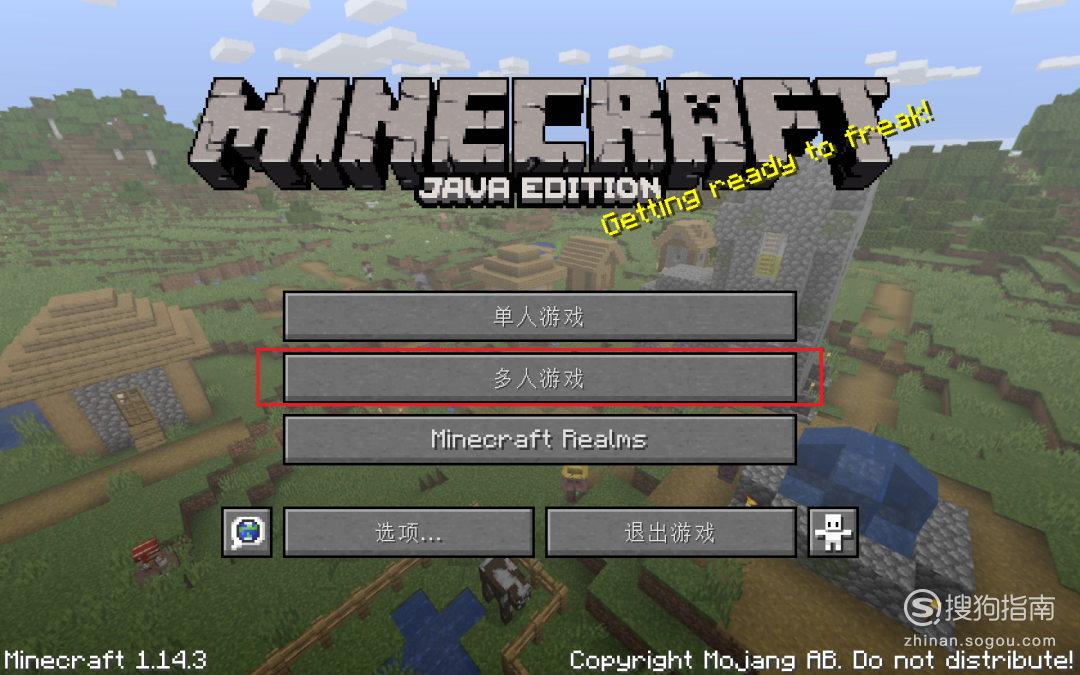 MINECRAFT
JAVA EDITION
Getting ready to freak!
单人游戏
多人游戏
Minecraft Realms
选项...
退出游戏
搜狗指南
zhinan.sogou.com
Minecraft 1.14.3
Copyright Mojang AB. Do not distribute!